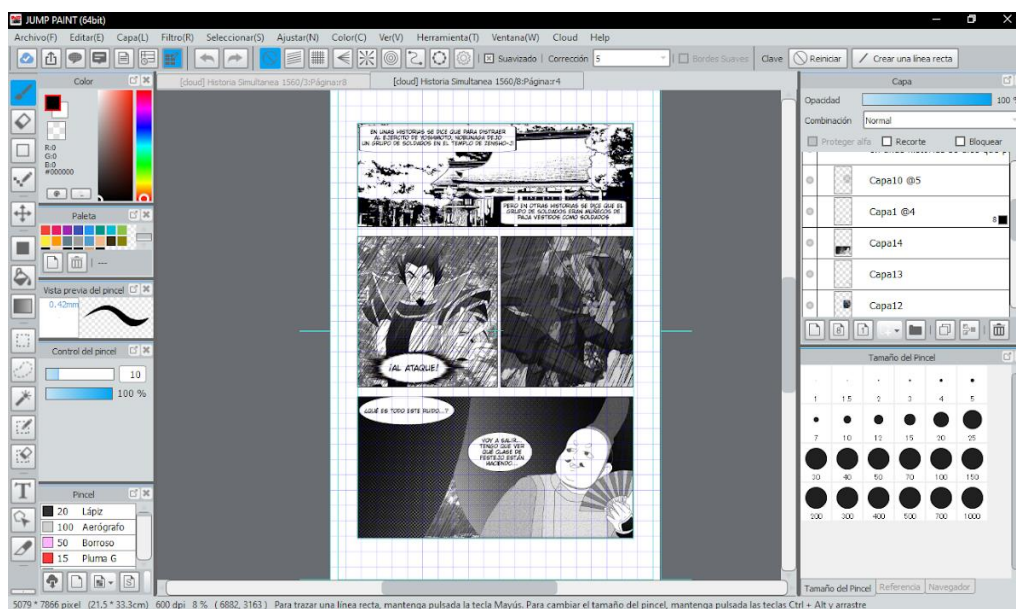 JUMP PAINT (64bit)
Archivo(F) Editar(E) Capa(L) Filtro(R) Seleccionar(S) Ajustar(N) Color(C) Ver(V) Herramienta(T) Ventana(W) Cloud Help
Suavizado Corrección 5 Bordes Suaves Clave Reiniciar Crear una línea recta
Color
R:0
G:0
B:0
#000000
Paleta
---
Vista previa del pincel
0.42mm
Control del pincel
10
100 %
Pincel
20 Lápiz
100 Aerógrafo
50 Borroso
15 Pluma G
[cloud] Historia Simultanea 1560/3:Página:r8
[cloud] Historia Simultanea 1560/8:Página:r4
EN UNAS HISTORIAS SE DICE QUE PARA DISTRAER
AL EJERCITO DE YOSHIMOTO, NOBUNAGA DEJO
UN GRUPO DE SOLDADOS EN EL TEMPLO DE ZENSHO-JI
PERO EN OTRAS HISTORIAS SE DICE QUE EL
GRUPO DE SOLDADOS ERAN MUÑECOS DE
PAJA VESTIDOS COMO SOLDADOS
¡AL ATAQUE!
¿QUÉ ES TODO ESTE RUIDO...?
VOY A SALIR...
TENGO QUE VER
QUÉ CLASE DE
FESTEJO ESTÁN
HACIENDO...
Capa
Opacidad 100 %
Combinación Normal
Proteger alfa Recorte Bloquear
Capa10 @5
Capa1 @4
8
Capa14
Capa13
Capa12
Tamaño del Pincel
1 1.5 2 3 4 5
7 10 12 15 20 25
30 40 50 70 100 150
200 300 400 500 700 1000
Tamaño del Pincel Referencia Navegador
5079 * 7866 pixel (21.5 * 33.3cm) 600 dpi 8 % ( 6882, 3163 ) Para trazar una línea recta, mantenga pulsada la tecla Mayús. Para cambiar el tamaño del pincel, mantenga pulsada las teclas Ctrl + Alt y arrastre